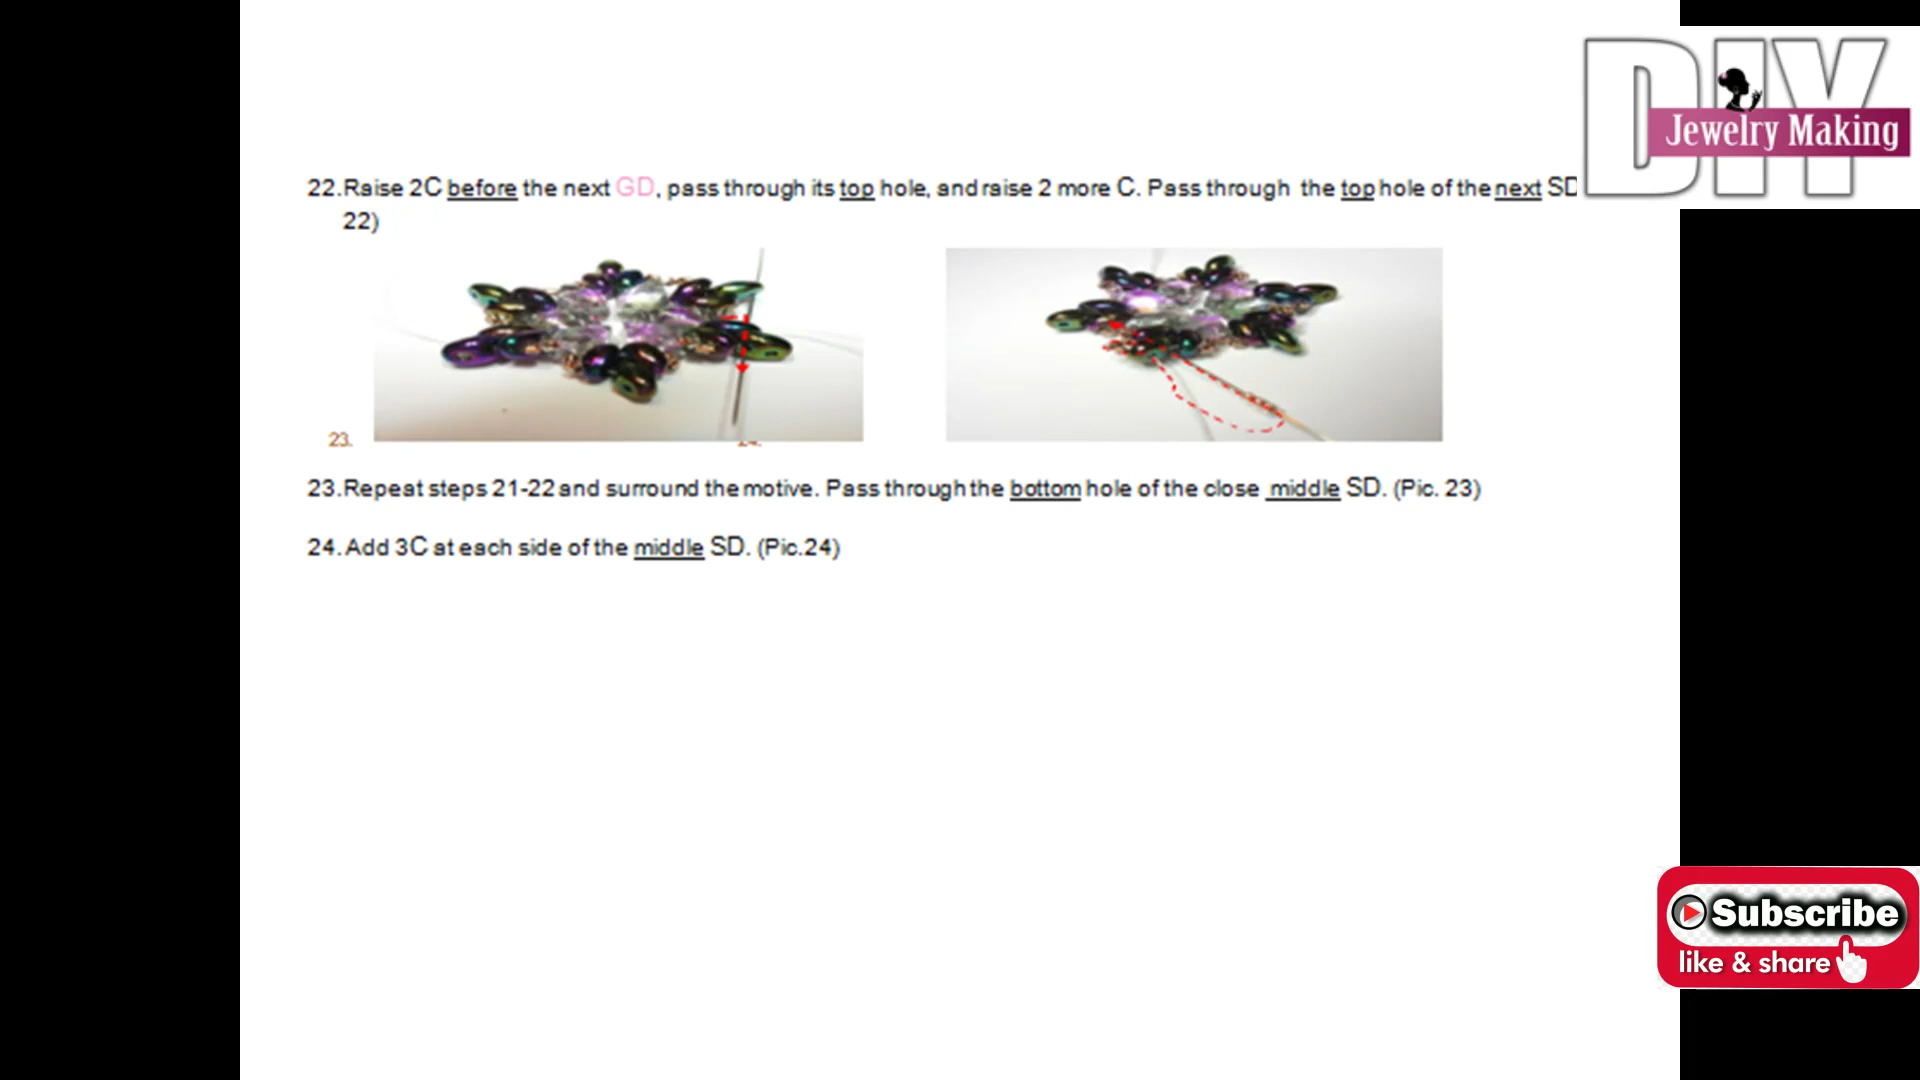 DIY
Jewelry Making
22.Raise 2C before the next GD, pass through its top hole, and raise 2 more C. Pass through the top hole of the next SD
22)
23.
23.Repeat steps 21-22 and surround the motive. Pass through the bottom hole of the close middle SD. (Pic. 23)
24.Add 3C at each side of the middle SD. (Pic.24)
Subscribe
like & share